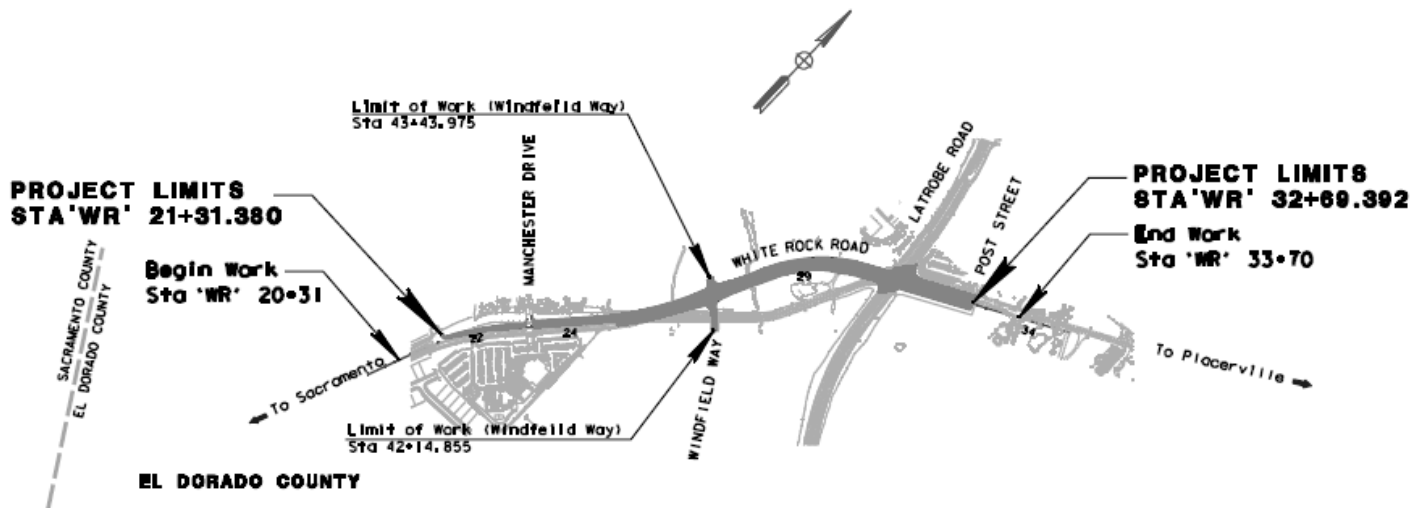 Limit of Work (Windfeild Way)
Sta 43+43.975
MANCHESTER DRIVE
LATROBE ROAD
PROJECT LIMITS
STA'WR' 21+31.380
PROJECT LIMITS
STA'WR' 32+69.392
POST STREET
End Work
Sta 'WR' 33+70
SACRAMENTO COUNTY
EL DORADO COUNTY
Begin Work
Sta 'WR' 20+31
WHITE ROCK ROAD
29
22
24
34
To Sacramento
To Placerville
WINDFIELD WAY
Limit of Work (Windfeild Way)
Sta 42+14.855
EL DORADO COUNTY